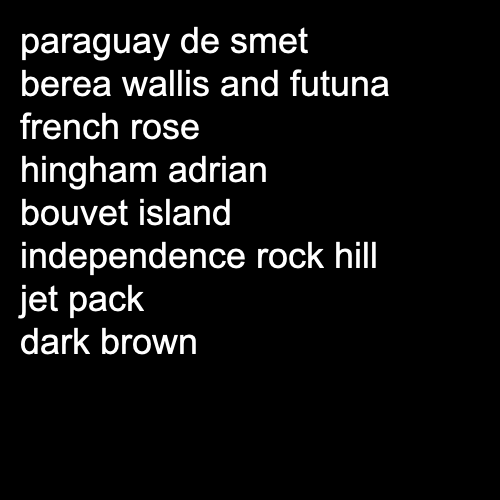 paraguay de smet
berea wallis and futuna
french rose
hingham adrian
bouvet island
independence rock hill
jet pack
dark brown